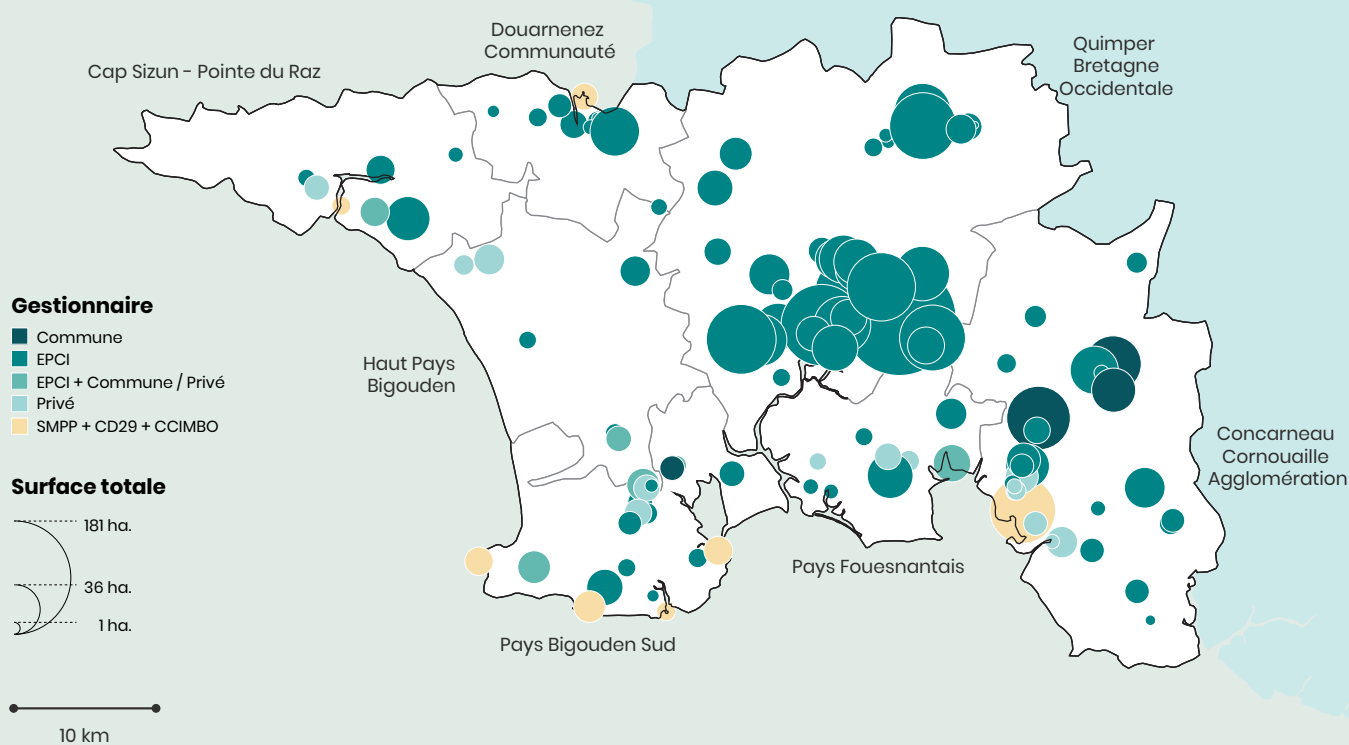 Douarnenez
Communauté
Cap Sizun - Pointe du Raz
Quimper
Bretagne
Occidentale
Gestionnaire
Commune
EPCI
EPCI + Commune / Privé
Privé
SMPP + CD29 + CCIMBO
Haut Pays
Bigouden
Surface totale
181 ha.
36 ha.
1 ha.
Concarneau
Cornouaille
Agglomération
Pays Fouesnantais
Pays Bigouden Sud
10 km